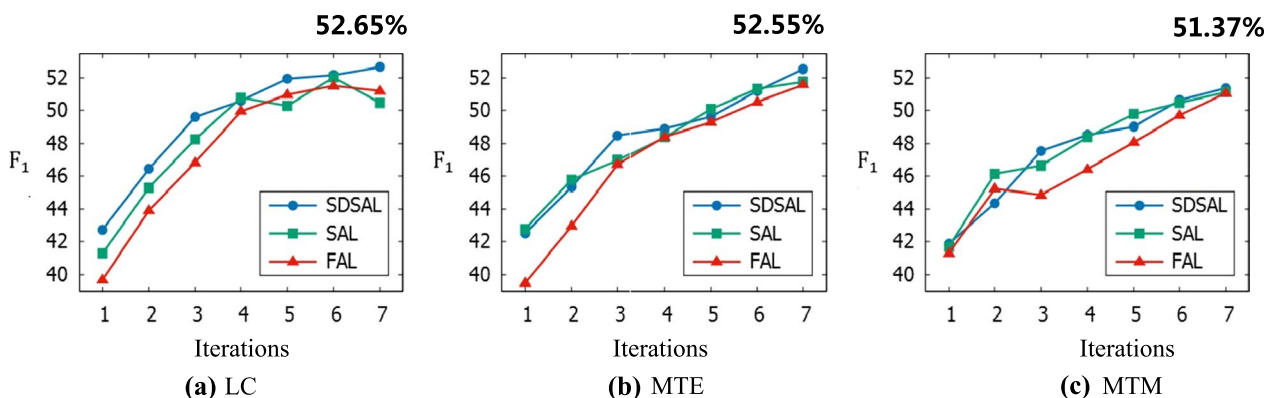 52.65%
52
50
48
F₁
46
44
42
40
SDSAL
SAL
FAL
1 2 3 4 5 6 7
Iterations
(a) LC
52.55%
52
50
48
F₁
46
44
42
40
SDSAL
SAL
FAL
1 2 3 4 5 6 7
Iterations
(b) MTE
51.37%
52
50
48
F₁
46
44
42
40
SDSAL
SAL
FAL
1 2 3 4 5 6 7
Iterations
(c) MTM